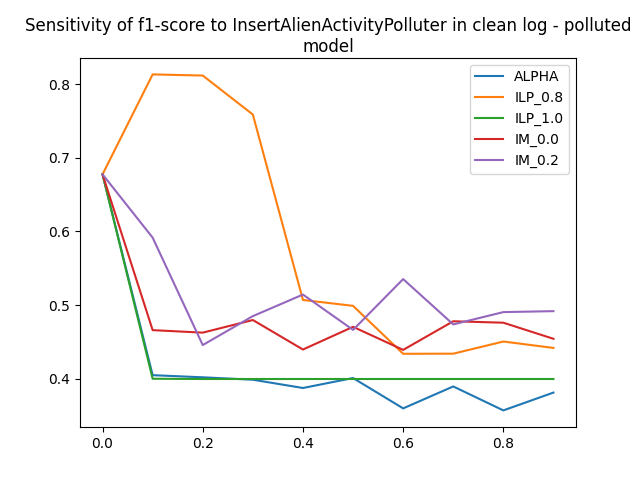 Sensitivity of f1-score to InsertAlienActivityPolluter in clean log - polluted
model
ALPHA
ILP_0.8
ILP_1.0
IM_0.0
IM_0.2
0.8
0.7
0.6
0.5
0.4
0.0 0.2 0.4 0.6 0.8